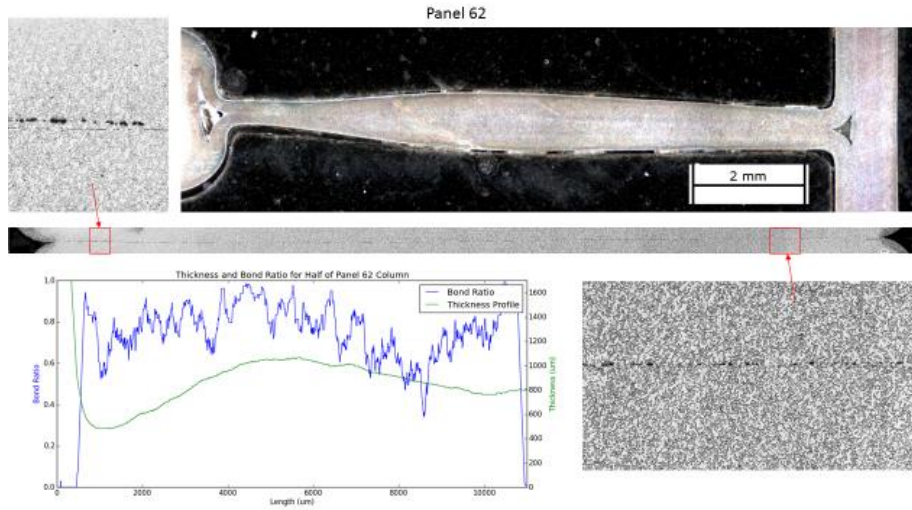 Panel 62
2 mm
Thickness and Bond Ratio for Half of Panel 62 Column
Bond Ratio
Thickness Profile
1.0
0.8
0.6
0.4
0.2
0.0
Bond Ratio
1600
1400
1200
1000
800
600
400
200
0
Thickness (um)
0
2000
4000
6000
8000
10000
Length (um)